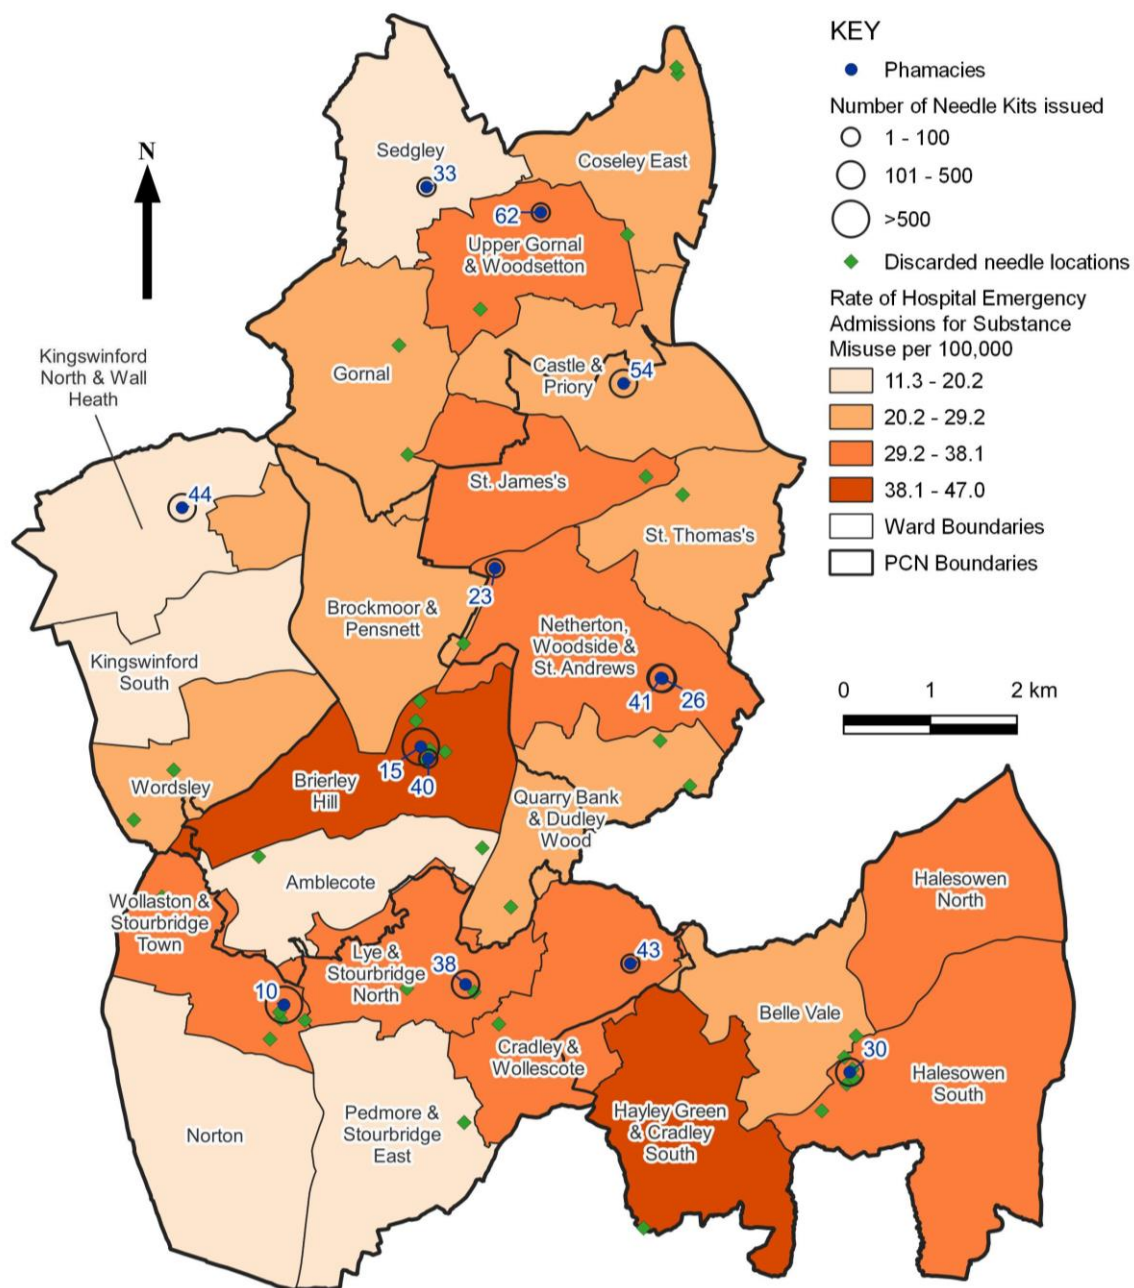 KEY
Phamacies
Number of Needle Kits issued
1 - 100
101 - 500
>500
Discarded needle locations
Rate of Hospital Emergency
Admissions for Substance
Misuse per 100,000
11.3 - 20.2
20.2 - 29.2
29.2 - 38.1
38.1 - 47.0
Ward Boundaries
PCN Boundaries
N
Sedgley
33
Coseley East
62
Upper Gornal
& Woodsetton
Kingswinford
North & Wall
Heath
Gornal
Castle &
Priory
54
44
St. James's
St. Thomas's
23
Brockmoor &
Pensnett
Netherton,
Woodside &
St. Andrews
41
26
Kingswinford
South
0 1 2 km
Wordsley
15
40
Brierley
Hill
Quarry Bank
& Dudley
Wood
Amblecote
Wollaston &
Stourbridge
Town
Halesowen
North
Lye &
Stourbridge
North
38
43
10
Belle Vale
30
Cradley &
Wollescote
Halesowen
South
Norton
Pedmore &
Stourbridge
East
Hayley Green
& Cradley
South